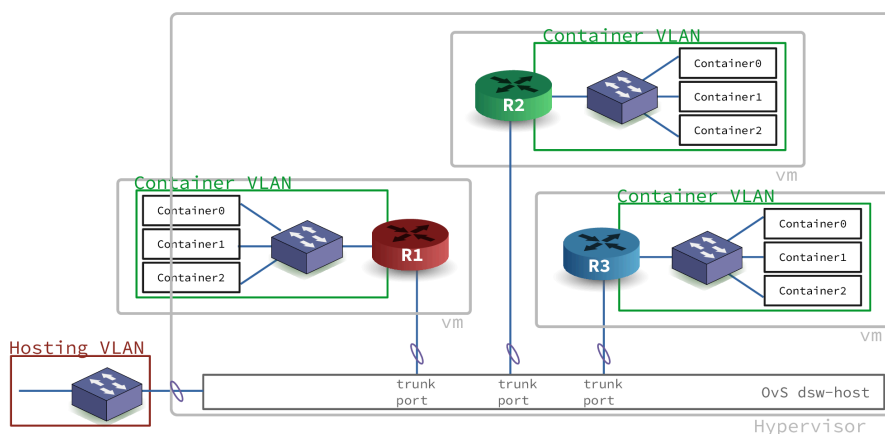 Container VLAN
Container0
R2
Container1
Container2
vm
Container VLAN
Container0
Container1
R1
Container2
vm
Container VLAN
Container0
R3
Container1
Container2
vm
Hosting VLAN
trunk
port
trunk
port
trunk
port
OvS dsw-host
Hypervisor